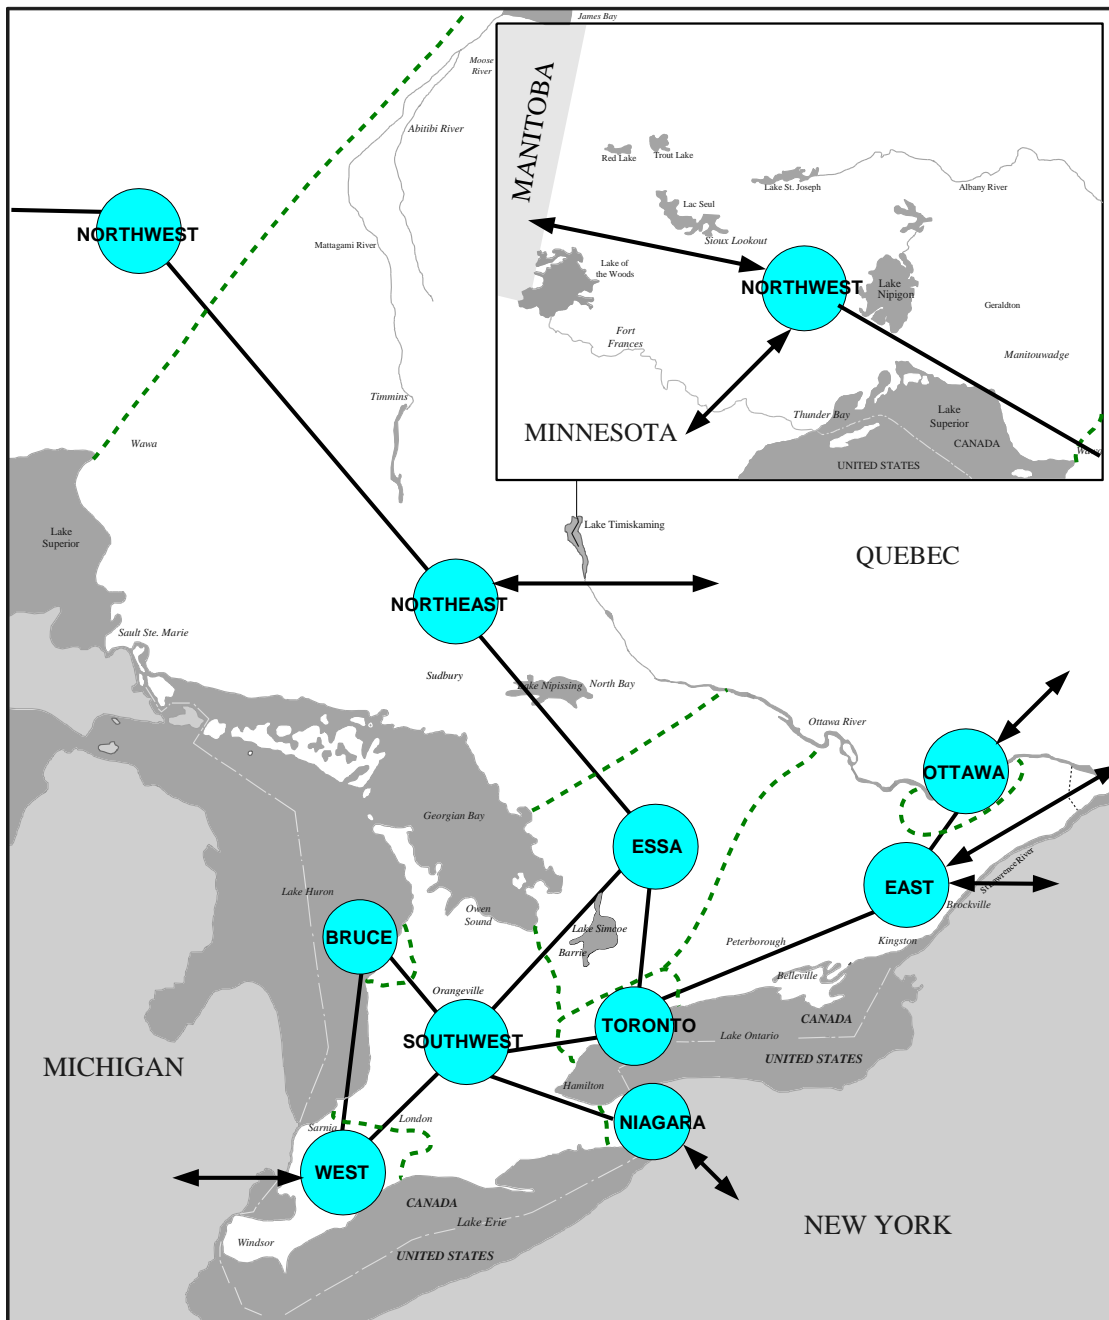 James Bay
Moose
River
Abitibi River
MANITOBA
Red Lake
Trout Lake
Lake St. Joseph
Albany River
Lac Seul
Sioux Lookout
NORTHWEST
Mattagami River
Lake of
the Woods
NORTHWEST
Lake
Nipigon
Geraldton
Fort
Frances
Manitouwadge
Timmins
Thunder Bay
Lake
Superior
MINNESOTA
CANADA
UNITED STATES
Wawa
Lake
Superior
Lake Timiskaming
QUEBEC
NORTHEAST
Sault Ste. Marie
Sudbury
Lake Nipissing
North Bay
Ottawa River
OTTAWA
Georgian Bay
ESSA
St. Lawrence River
Lake Huron
EAST
Brockville
Owen
Sound
Lake Simcoe
BRUCE
Barrie
Peterborough
Kingston
Belleville
Orangeville
CANADA
TORONTO
SOUTHWEST
Lake Ontario
UNITED STATES
MICHIGAN
Hamilton
London
Sarnia
NIAGARA
WEST
CANADA
Lake Erie
NEW YORK
Windsor
UNITED STATES